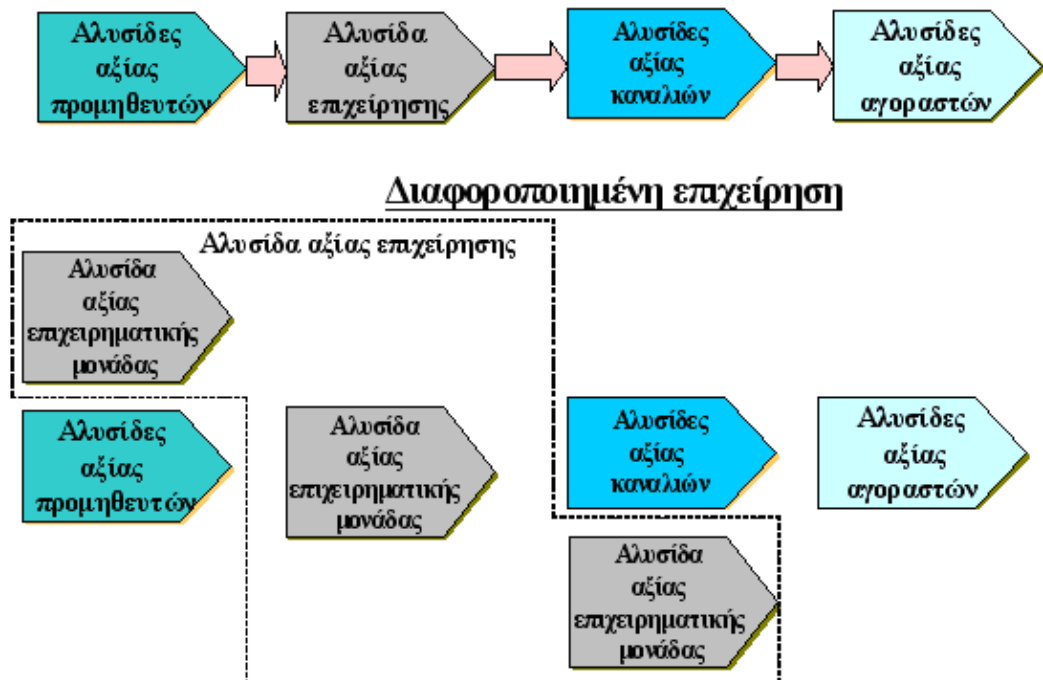 Αλυσίδες
αξίας
προμηθευτών
Αλυσίδα
αξίας
επιχείρησης
Αλυσίδες
αξίας
καναλιών
Αλυσίδες
αξίας
αγοραστών
Διαφοροποιημένη επιχείρηση
Αλυσίδα αξίας επιχείρησης
Αλυσίδα
αξίας
επιχειρηματικής
μονάδας
Αλυσίδες
αξίας
προμηθευτών
Αλυσίδα
αξίας
επιχειρηματικής
μονάδας
Αλυσίδες
αξίας
καναλιών
Αλυσίδες
αξίας
αγοραστών
Αλυσίδα
αξίας
επιχειρηματικής
μονάδας